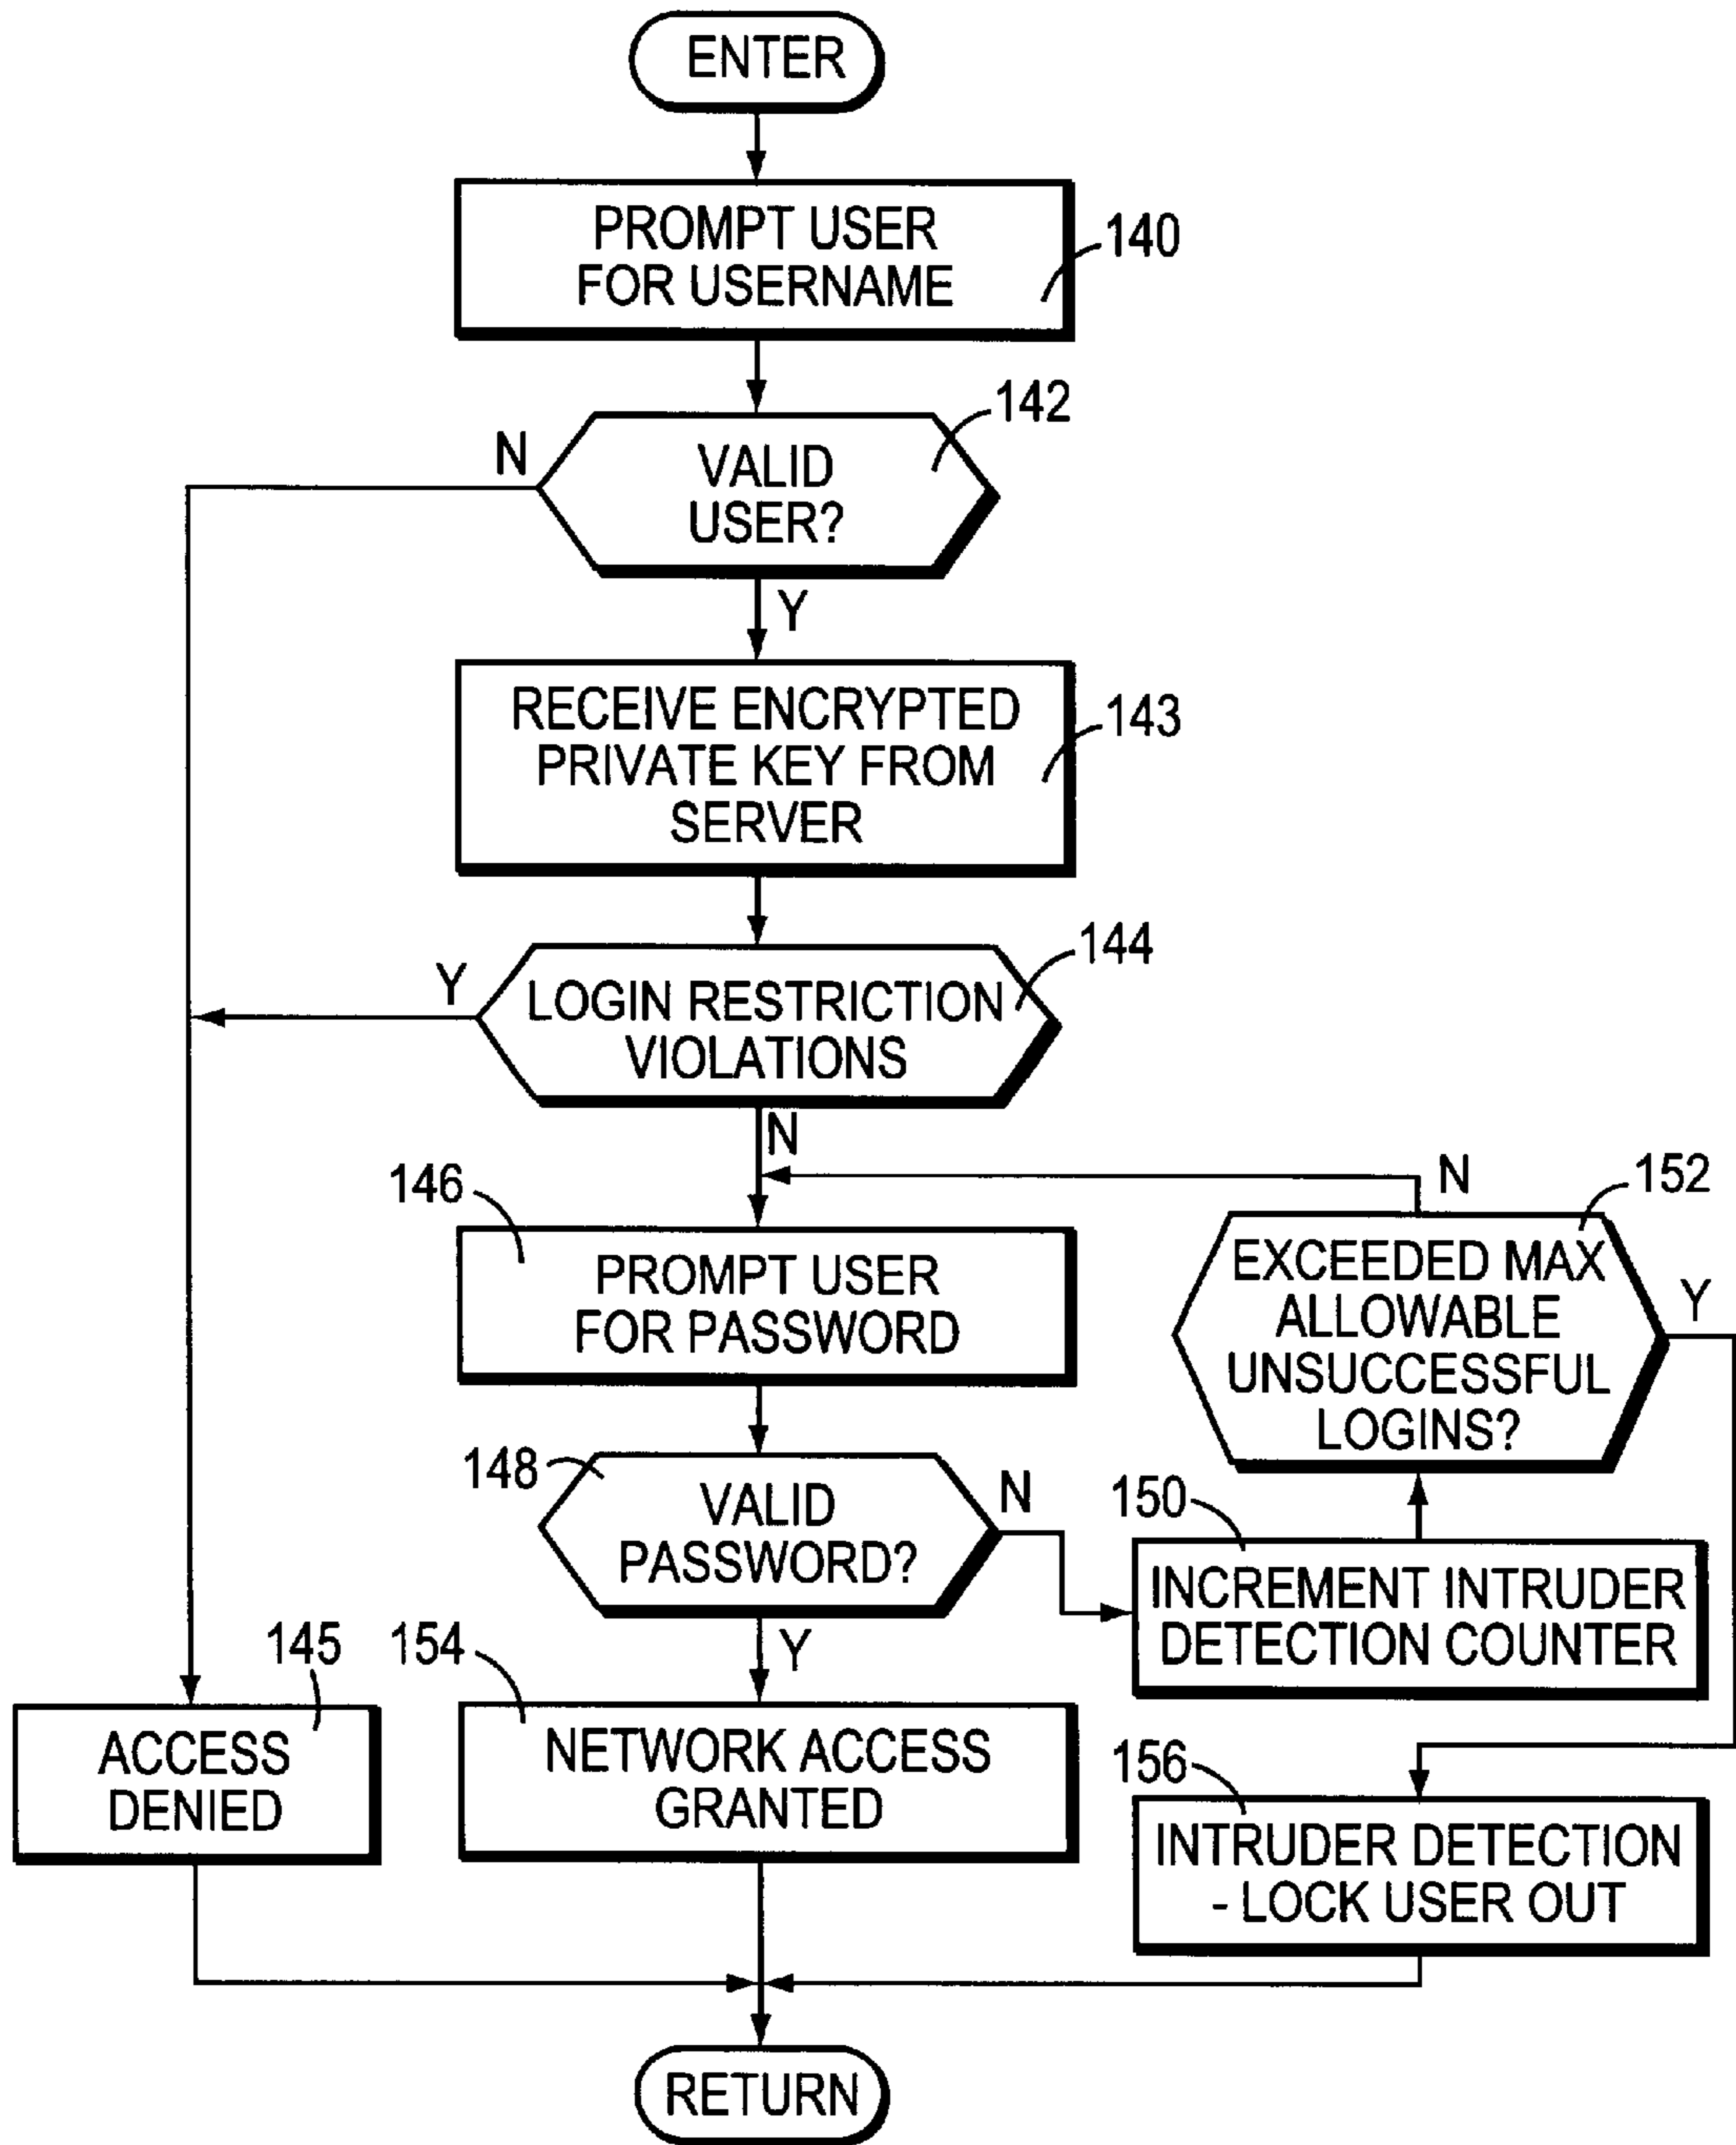 ENTER
PROMPT USER
FOR USERNAME
140
142
N
VALID
USER?
Y
RECEIVE ENCRYPTED
PRIVATE KEY FROM
SERVER
143
144
Y
LOGIN RESTRICTION
VIOLATIONS
N
N
152
146
PROMPT USER
FOR PASSWORD
EXCEEDED MAX
ALLOWABLE
UNSUCCESSFUL
LOGINS?
Y
148
VALID
PASSWORD?
N
150
INCREMENT INTRUDER
DETECTION COUNTER
Y
145
154
ACCESS
DENIED
NETWORK ACCESS
GRANTED
156
INTRUDER DETECTION
- LOCK USER OUT
RETURN